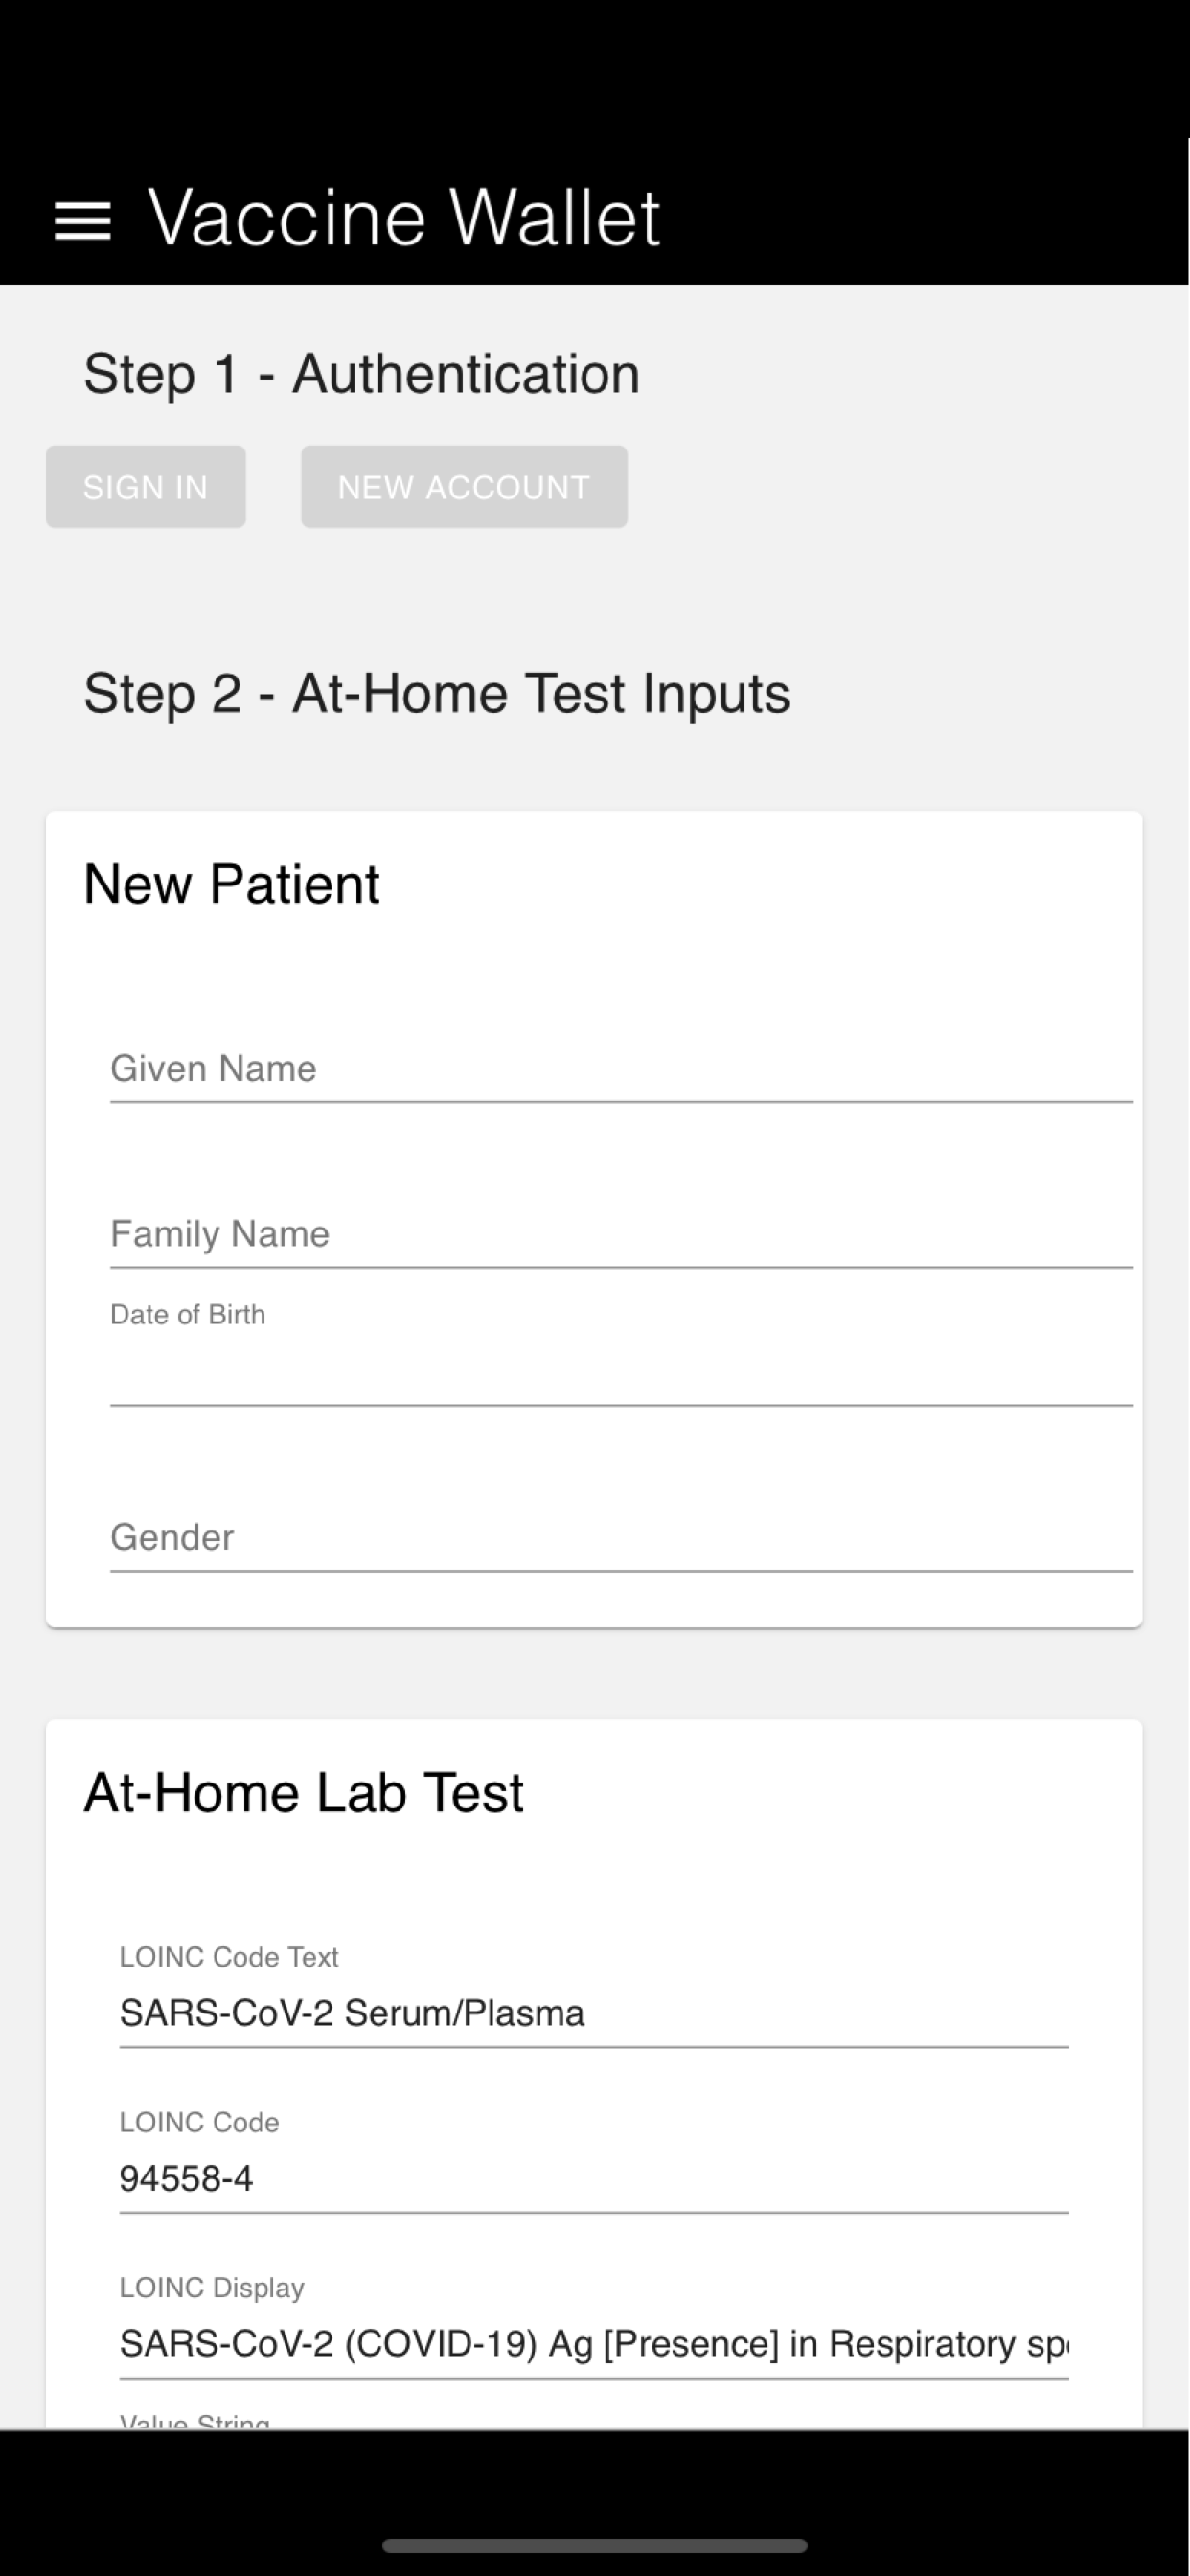 Vaccine Wallet
Step 1 - Authentication
SIGN IN NEW ACCOUNT
Step 2 - At-Home Test Inputs
New Patient
Given Name
Family Name
Date of Birth
Gender
At-Home Lab Test
LOINC Code Text
SARS-CoV-2 Serum/Plasma
LOINC Code
94558-4
LOINC Display
SARS-CoV-2 (COVID-19) Ag [Presence] in Respiratory
Value String